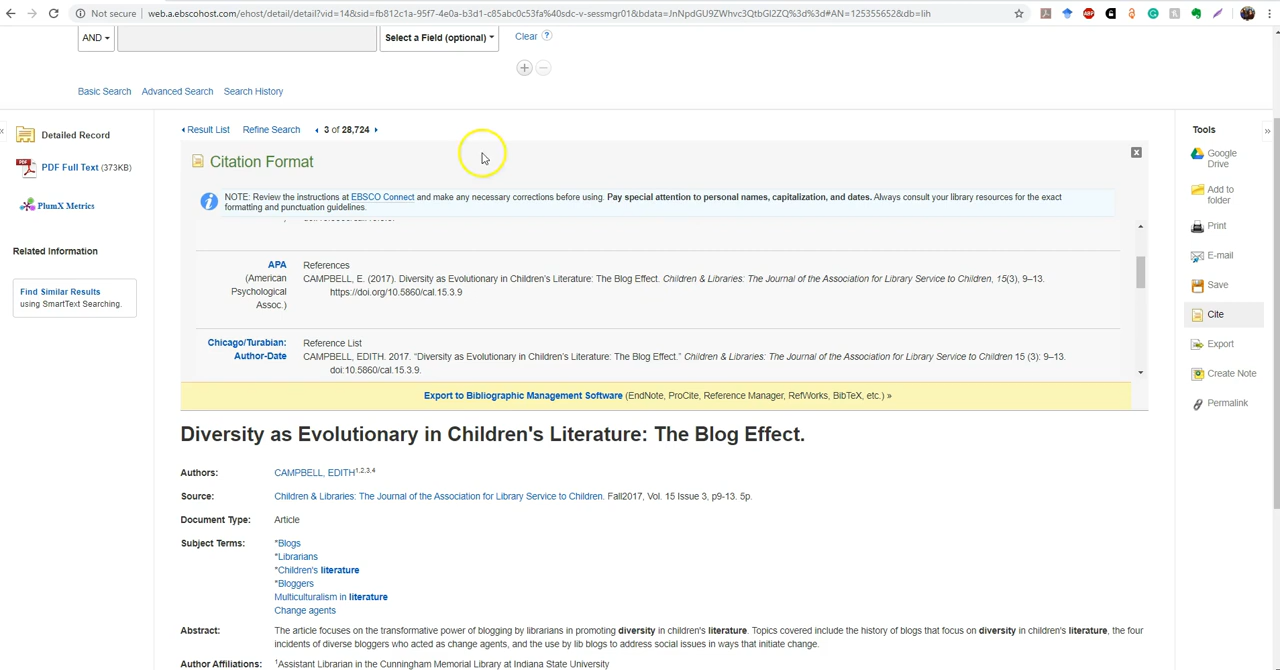 Not secure | web.a.ebscohost.com/ehost/detail/detail?vid=14&sid=fb812c1a-95f7-4e0a-b3d1-c85abc0c53fa%40sdc-v-sessmgr01&bdata=JnNpdGU9ZWhvc3QtbGl2ZQ%3d%3d#AN=125355652&db=lih
AND
Select a Field (optional)
Clear
Basic Search Advanced Search Search History
Detailed Record
PDF Full Text (373KB)
PlumX Metrics
Related Information
Find Similar Results
using SmartText Searching.
Result List Refine Search 3 of 28,724
Citation Format
NOTE: Review the instructions at EBSCO Connect and make any necessary corrections before using. Pay special attention to personal names, capitalization, and dates. Always consult your library resources for the exact
formatting and punctuation guidelines.
APA
(American
Psychological
Assoc.)
References
CAMPBELL, E. (2017). Diversity as Evolutionary in Children's Literature: The Blog Effect. Children & Libraries: The Journal of the Association for Library Service to Children, 15(3), 9–13.
https://doi.org/10.5860/cal.15.3.9
Chicago/Turabian:
Author-Date
Reference List
CAMPBELL, EDITH. 2017. “Diversity as Evolutionary in Children’s Literature: The Blog Effect.” Children & Libraries: The Journal of the Association for Library Service to Children 15 (3): 9–13.
doi:10.5860/cal.15.3.9.
Export to Bibliographic Management Software (EndNote, ProCite, Reference Manager, RefWorks, BibTeX, etc.) »
Diversity as Evolutionary in Children's Literature: The Blog Effect.
Authors: CAMPBELL, EDITH1,2,3,4
Source: Children & Libraries: The Journal of the Association for Library Service to Children. Fall2017, Vol. 15 Issue 3, p9-13. 5p.
Document Type: Article
Subject Terms: *Blogs
*Librarians
*Children's literature
*Bloggers
Multiculturalism in literature
Change agents
Abstract: The article focuses on the transformative power of blogging by librarians in promoting diversity in children's literature. Topics covered include the history of blogs that focus on diversity in children's literature, the four
incidents of diverse bloggers who acted as change agents, and the use by lib blogs to address social issues in ways that initiate change.
Author Affiliations: 1Assistant Librarian in the Cunningham Memorial Library at Indiana State University
Tools
Google
Drive
Add to
folder
Print
E-mail
Save
Cite
Export
Create Note
Permalink